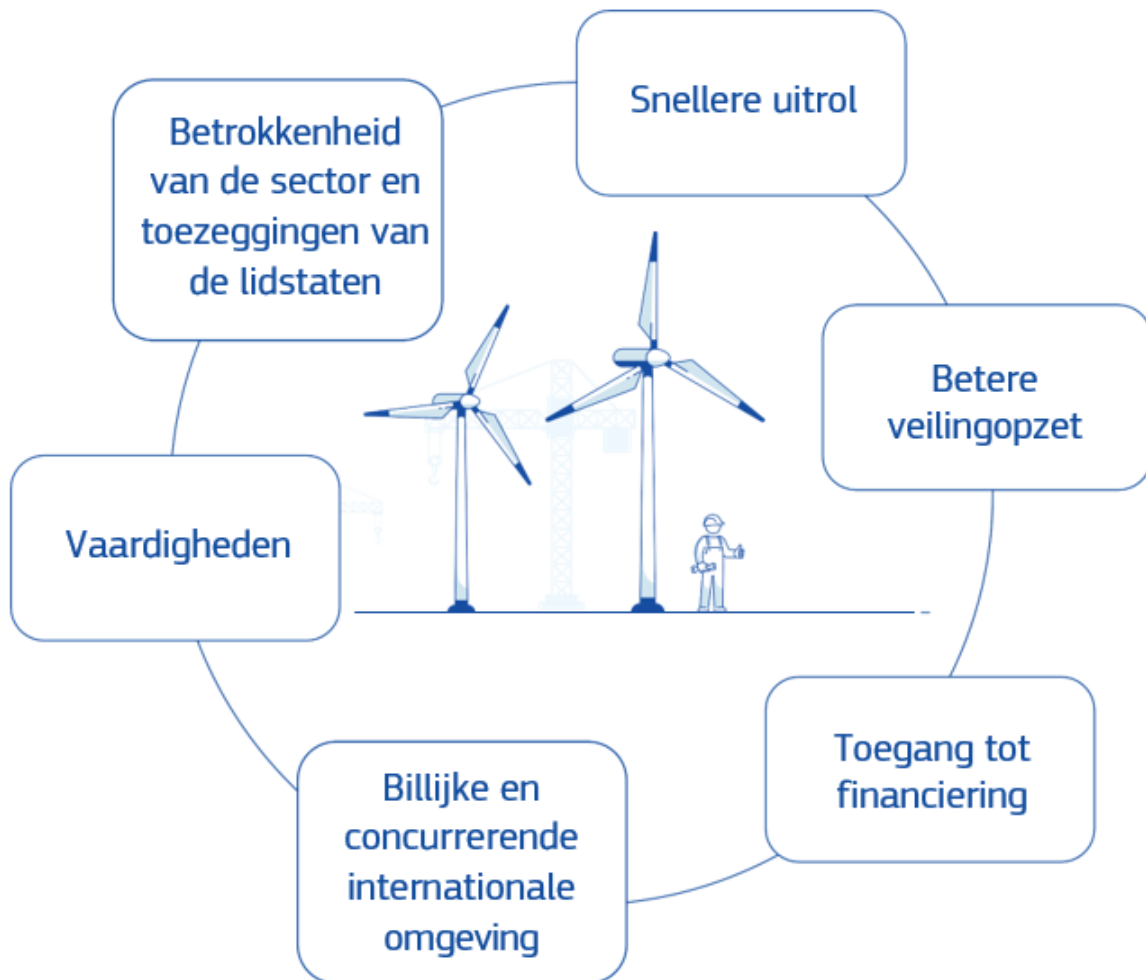 Snellere uitrol
Betrokkenheid
van de sector en
toezeggingen van
de lidstaten
Betere
veilingopzet
Vaardigheden
Toegang tot
financiering
Billijke en
concurrerende
internationale
omgeving